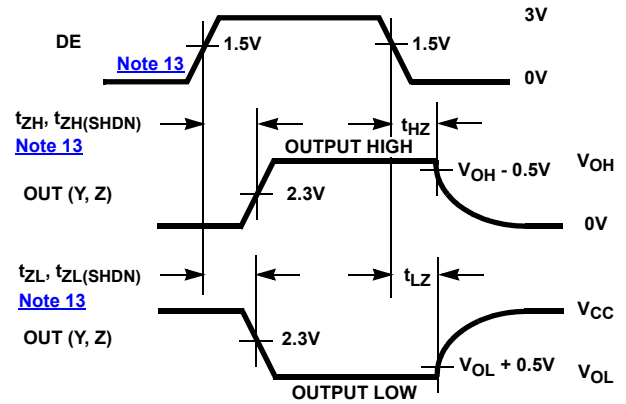 3V
DE
1.5V
1.5V
Note 13
0V
tZH, tZH(SHDN)
tHZ
Note 13
OUTPUT HIGH
VOH - 0.5V
VOH
OUT (Y, Z)
2.3V
0V
tZL, tZL(SHDN)
tLZ
Note 13
VCC
OUT (Y, Z)
2.3V
VOL + 0.5V
VOL
OUTPUT LOW